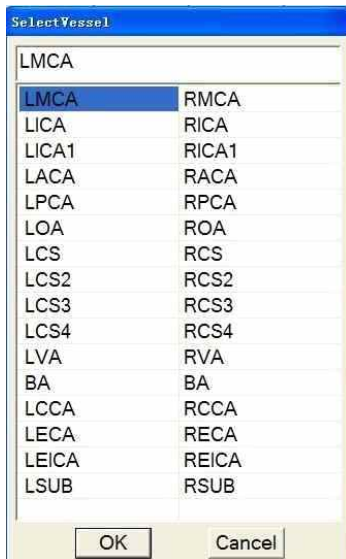 SelectVessel
LMCA
LMCA RMCA
LICA RICA
LICA1 RICA1
LACA RACA
LPCA RPCA
LOA ROA
LCS RCS
LCS2 RCS2
LCS3 RCS3
LCS4 RCS4
LVA RVA
BA BA
LCCA RCCA
LECA RECA
LEICA REICA
LSUB RSUB
OK Cancel